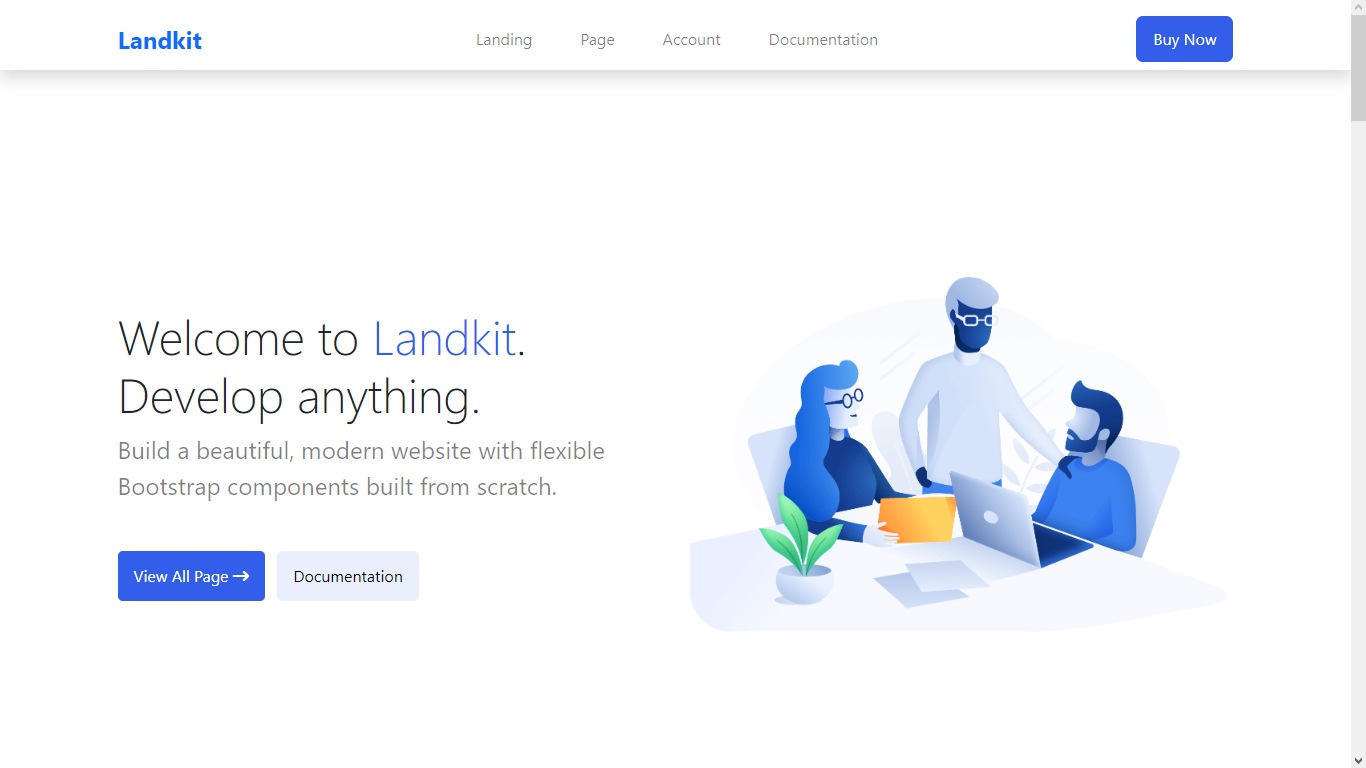 Landkit
Landing Page Account Documentation
Buy Now
Welcome to Landkit.
Develop anything.
Build a beautiful, modern website with flexible
Bootstrap components built from scratch.
View All Page →
Documentation